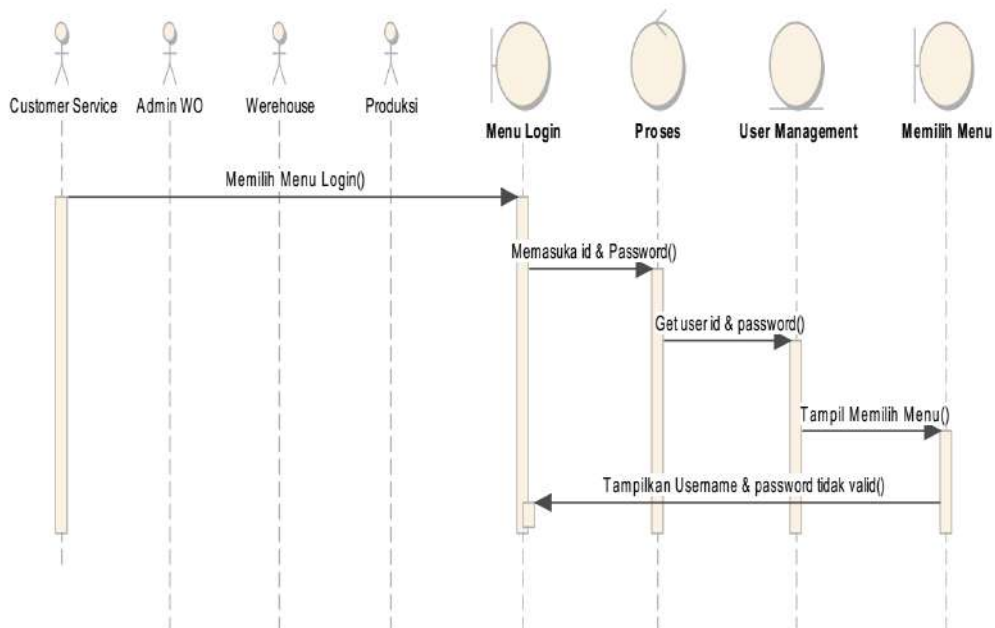 Customer Service
Admin WO
Werehouse
Produksi
Menu Login
Proses
User Management
Memilih Menu
Memilih Menu Login()
Memasuka id & Password()
Get user id & password()
Tampil Memilih Menu()
Tampilkan Username & password tidak valid()